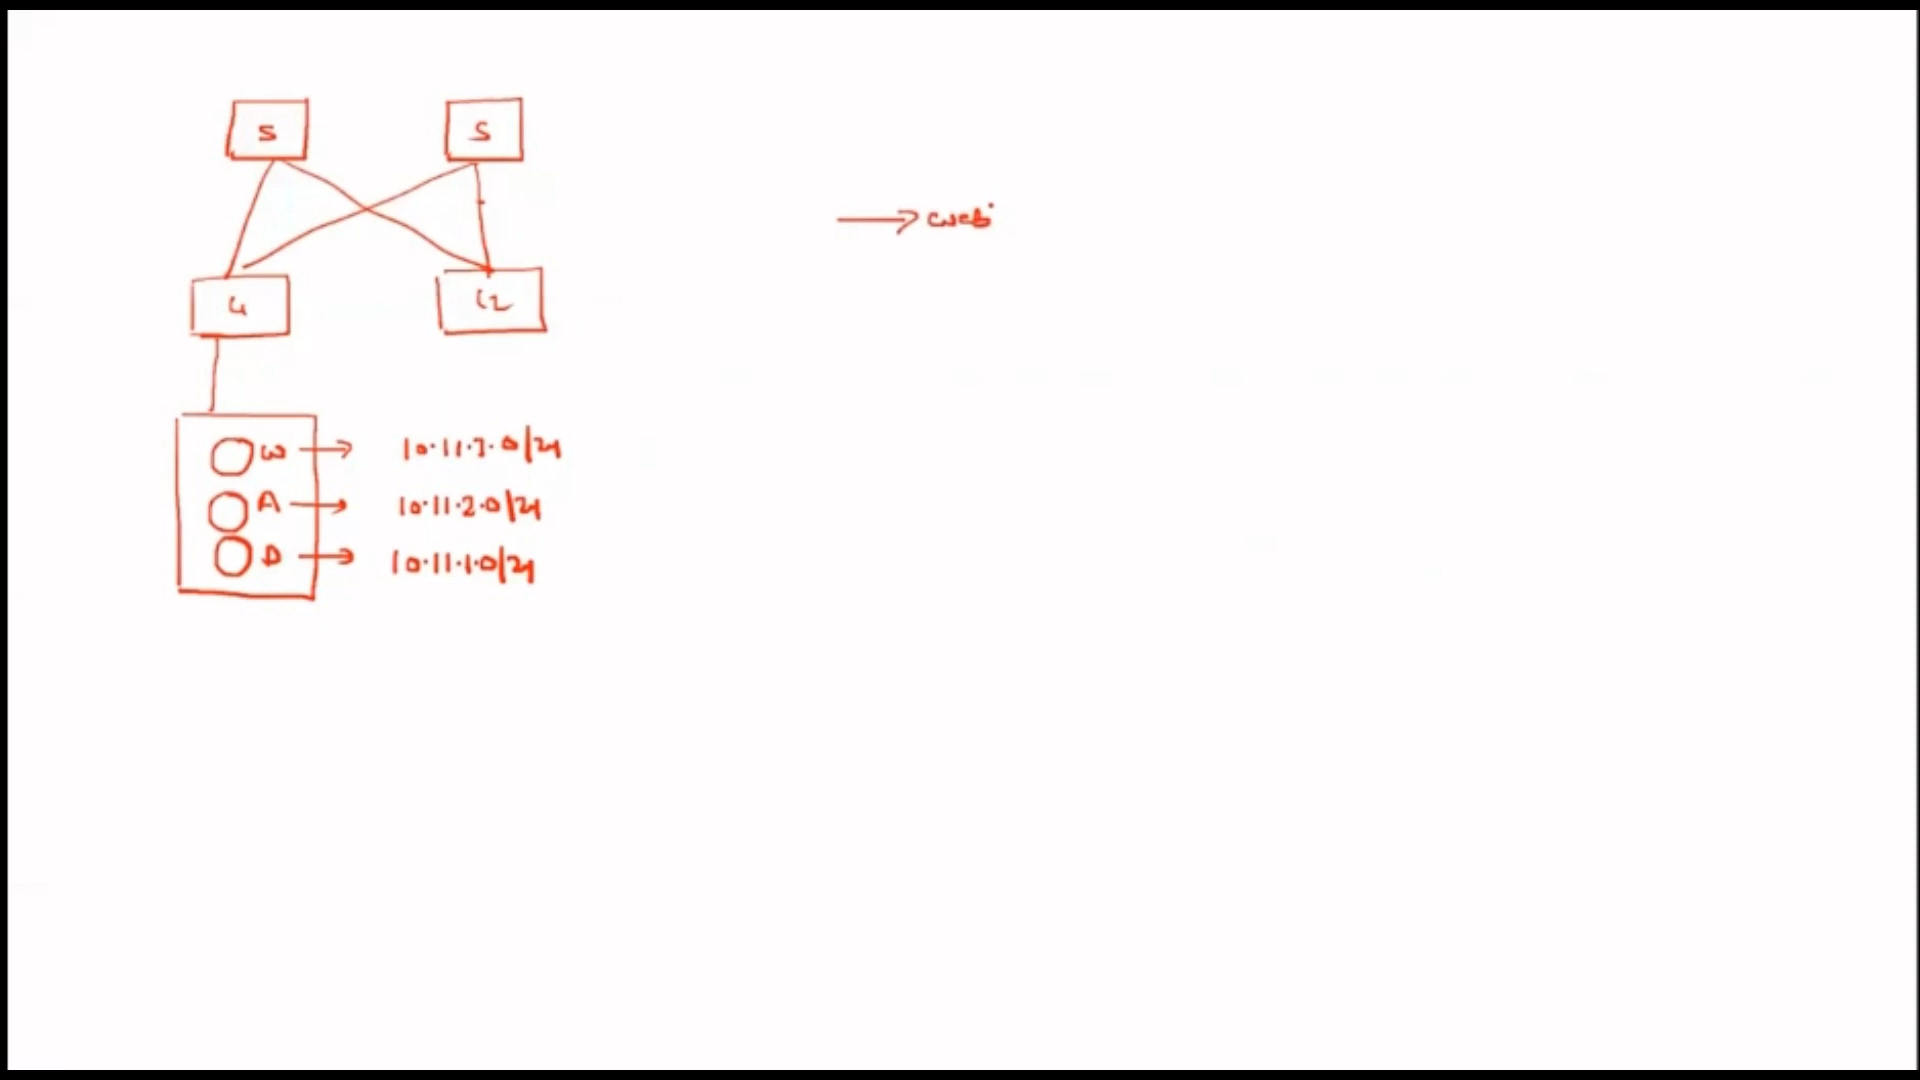 S S
→ web
L1 L2
W → 10.11.3.0/24
A → 10.11.2.0/24
D → 10.11.1.0/24